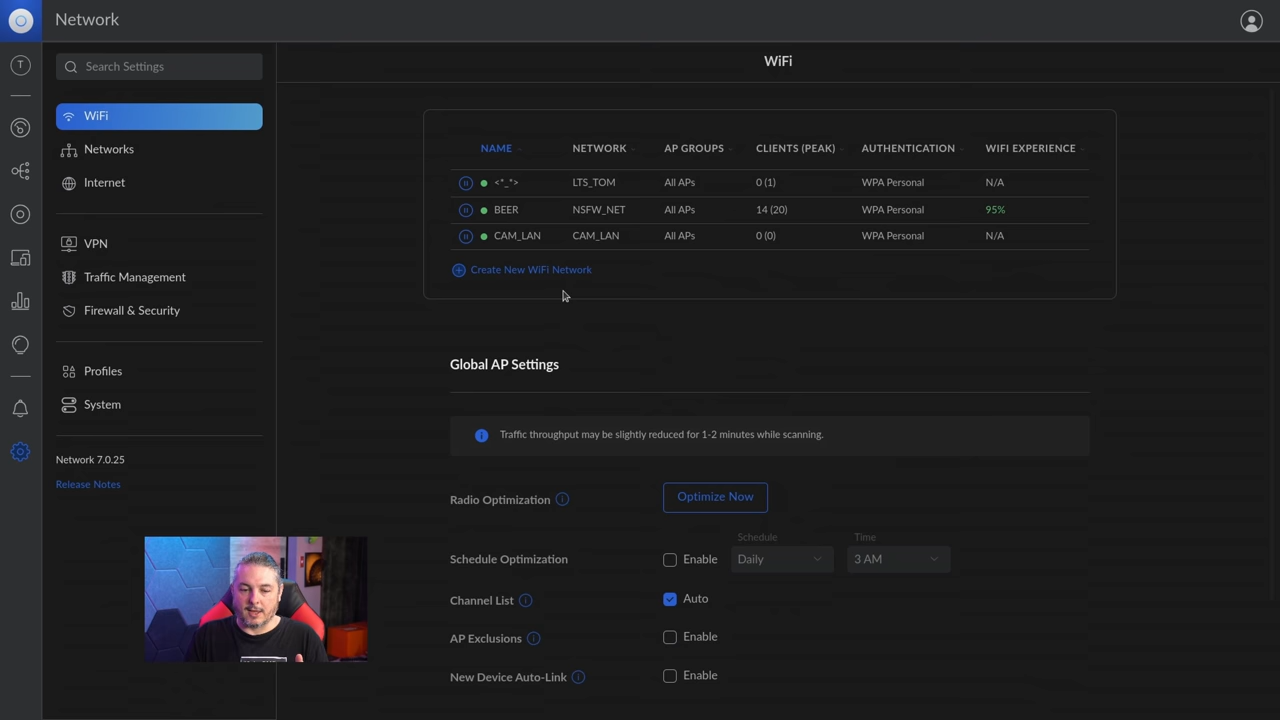 Network
T
Search Settings
WiFi
Networks
Internet
VPN
Traffic Management
Firewall & Security
Profiles
System
Network 7.0.25
Release Notes
WiFi
NAME NETWORK AP GROUPS CLIENTS (PEAK) AUTHENTICATION WIFI EXPERIENCE
<*_*> LTS_TOM All APs 0 (1) WPA Personal N/A
BEER NSFW_NET All APs 14 (20) WPA Personal 95%
CAM_LAN CAM_LAN All APs 0 (0) WPA Personal N/A
Create New WiFi Network
Global AP Settings
Traffic throughput may be slightly reduced for 1-2 minutes while scanning.
Radio Optimization Optimize Now
Schedule Time
Schedule Optimization Enable Daily 3 AM
Channel List Auto
AP Exclusions Enable
New Device Auto-Link Enable